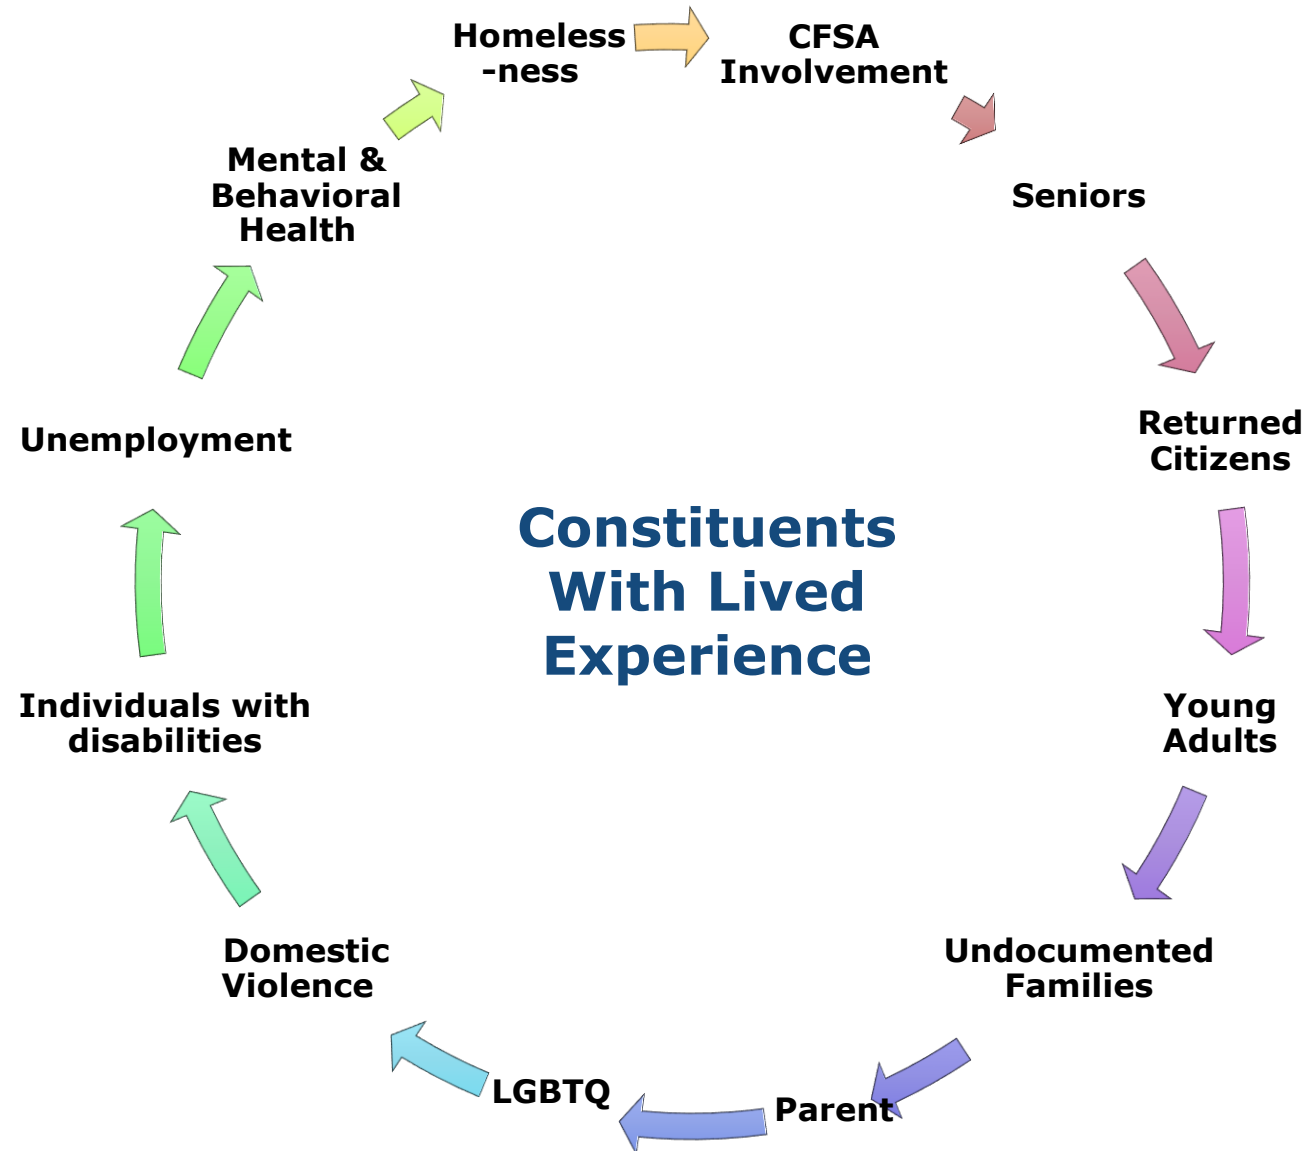 Homeless
-ness
CFSA
Involvement
Seniors
Returned
Citizens
Young
Adults
Undocumented
Families
Parent
LGBTQ
Domestic
Violence
Individuals with
disabilities
Unemployment
Mental &
Behavioral
Health
Constituents
With Lived
Experience